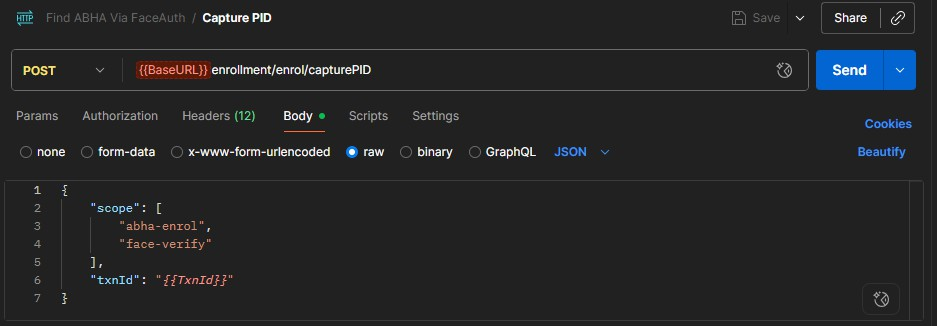 HTTP Find ABHA Via FaceAuth / Capture PID Save Share
POST {{BaseURL}}enrollment/enrol/capturePID Send
Params Authorization Headers (12) Body Scripts Settings Cookies
none form-data x-www-form-urlencoded raw binary GraphQL JSON Beautify
1 {
2 "scope": [
3 "abha-enrol",
4 "face-verify"
5 ],
6 "txnId": "{{TxnId}}"
7 }